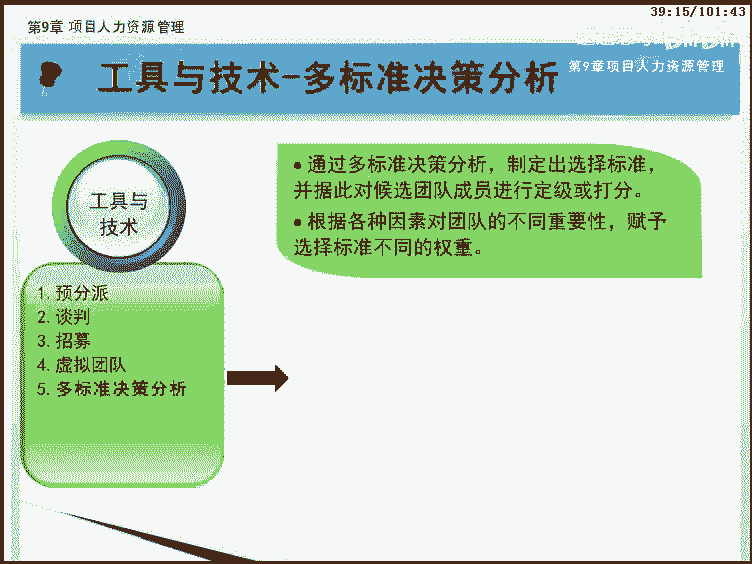 39:15/101:43
第9章 项目人力资源管理
工具与技术-多标准决策分析
第9章项目人力资源管理
工具与
技术
● 通过多标准决策分析，制定出选择标准，
并据此对候选团队成员进行定级或打分。
● 根据各种因素对团队的不同重要性，赋予
选择标准不同的权重。
1. 预分派
2. 谈判
3. 招募
4. 虚拟团队
5. 多标准决策分析